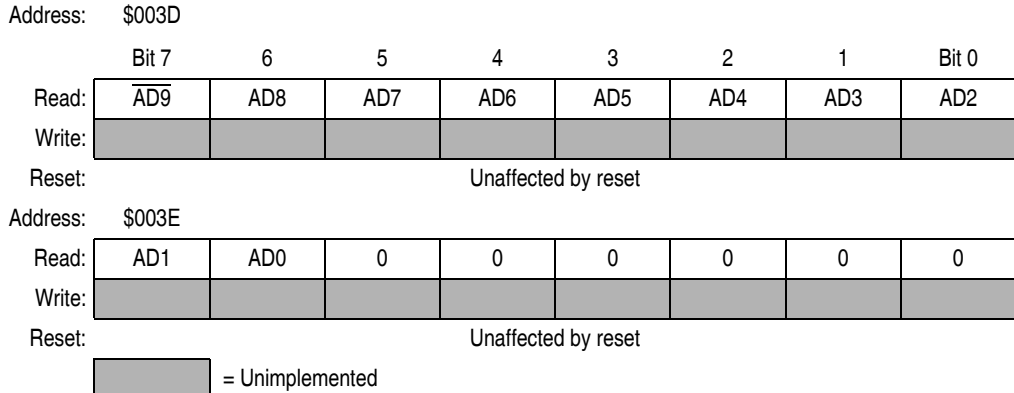 Address: $003D
Bit 7 6 5 4 3 2 1 Bit 0
Read: A̅D̅9̅ AD8 AD7 AD6 AD5 AD4 AD3 AD2
Write:
Reset: Unaffected by reset
Address: $003E
Read: AD1 AD0 0 0 0 0 0 0
Write:
Reset: Unaffected by reset
= Unimplemented